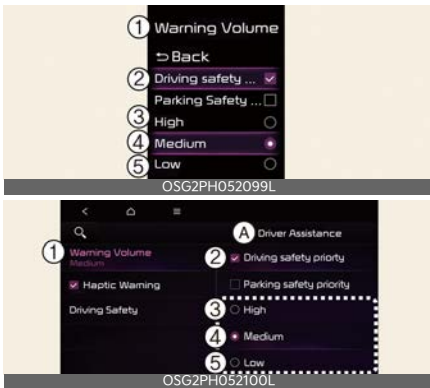 ① Warning Volume
Back
② Driving safety ...
Parking Safety ...
③ High
④ Medium
⑤ Low
OSG2PH052099L
Ⓐ Driver Assistance
① Warning Volume
Medium
② Driving safety priorty
Haptic Warning
Parking safety priority
Driving Safety
③ High
④ Medium
⑤ Low
OSG2PH052100L